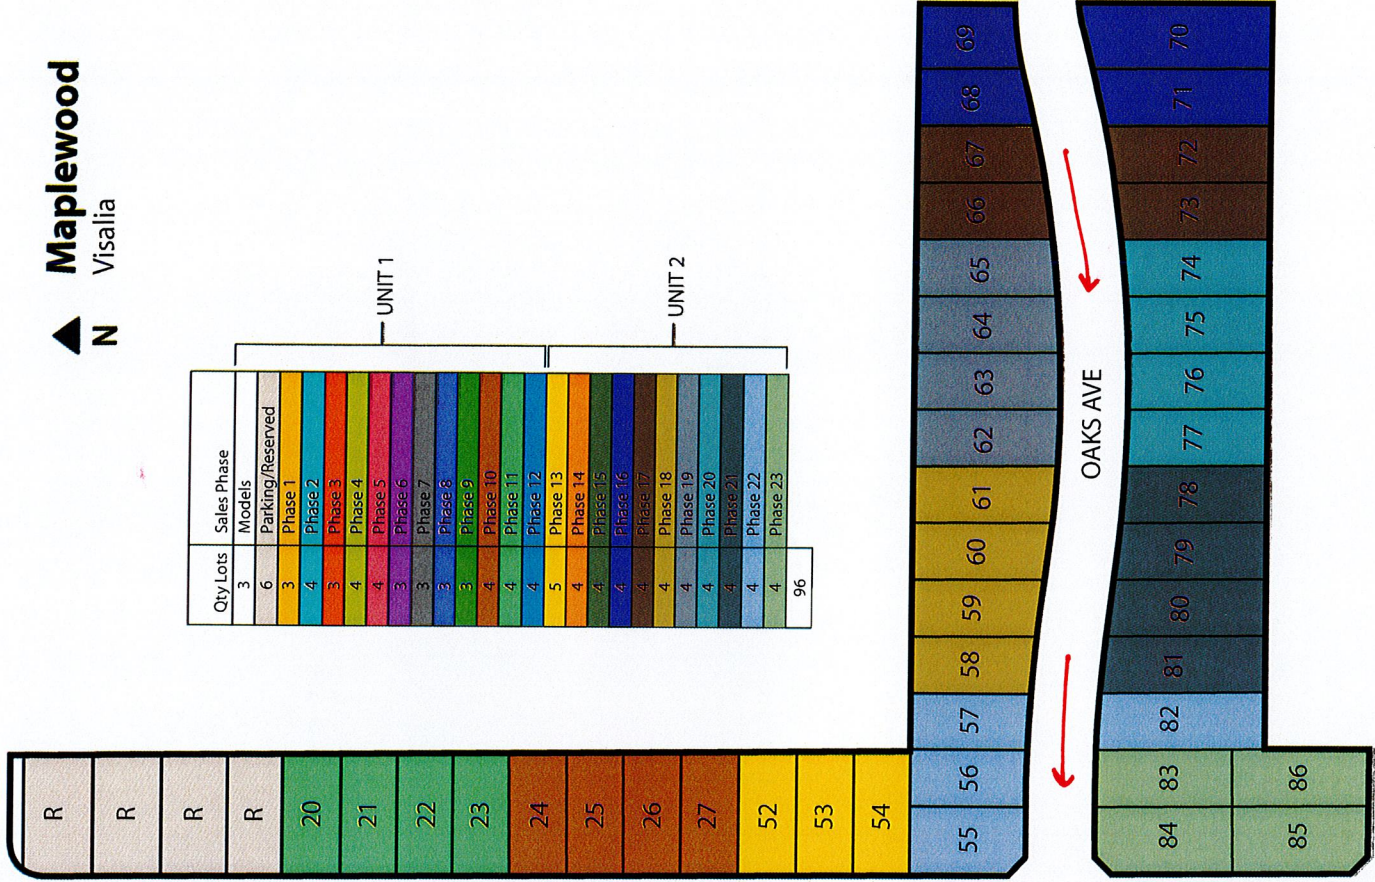 Maplewood
Visalia
N
Qty Lots Sales Phase
3 Models
6 Parking/Reserved
3 Phase 1
4 Phase 2
3 Phase 3
4 Phase 4
4 Phase 5
3 Phase 6
3 Phase 7
3 Phase 8
3 Phase 9
4 Phase 10
4 Phase 11
4 Phase 12
5 Phase 13
4 Phase 14
4 Phase 15
4 Phase 16
4 Phase 17
4 Phase 18
4 Phase 19
4 Phase 20
4 Phase 21
4 Phase 22
4 Phase 23
96
UNIT 1
UNIT 2
R
R
R
R
20
21
22
23
24
25
26
27
52
53
54
55
56
57
58
59
60
61
62
63
64
65
66
67
68
69
OAKS AVE
70
71
72
73
74
75
76
77
78
79
80
81
82
83
84
85
86